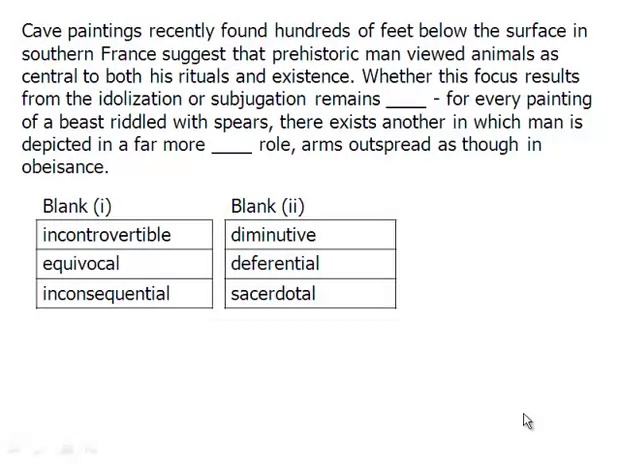 Cave paintings recently found hundreds of feet below the surface in
southern France suggest that prehistoric man viewed animals as
central to both his rituals and existence. Whether this focus results
from the idolization or subjugation remains ____ - for every painting
of a beast riddled with spears, there exists another in which man is
depicted in a far more ____ role, arms outspread as though in
obeisance.
Blank (i) Blank (ii)
incontrovertible diminutive
equivocal deferential
inconsequential sacerdotal